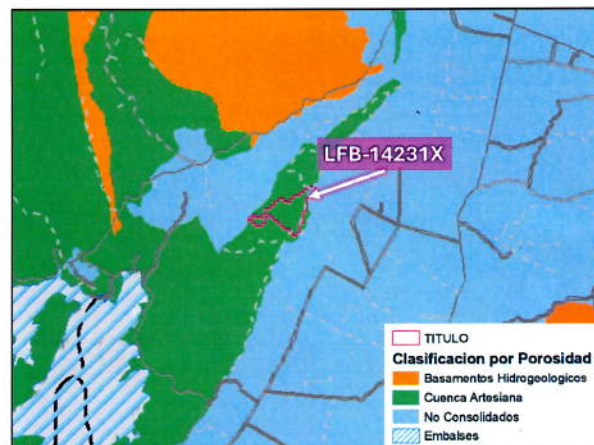 LFB-14231X
TITULO
Clasificacion por Porosidad
Basamentos Hidrogeologicos
Cuenca Artesiana
No Consolidados
Embalses